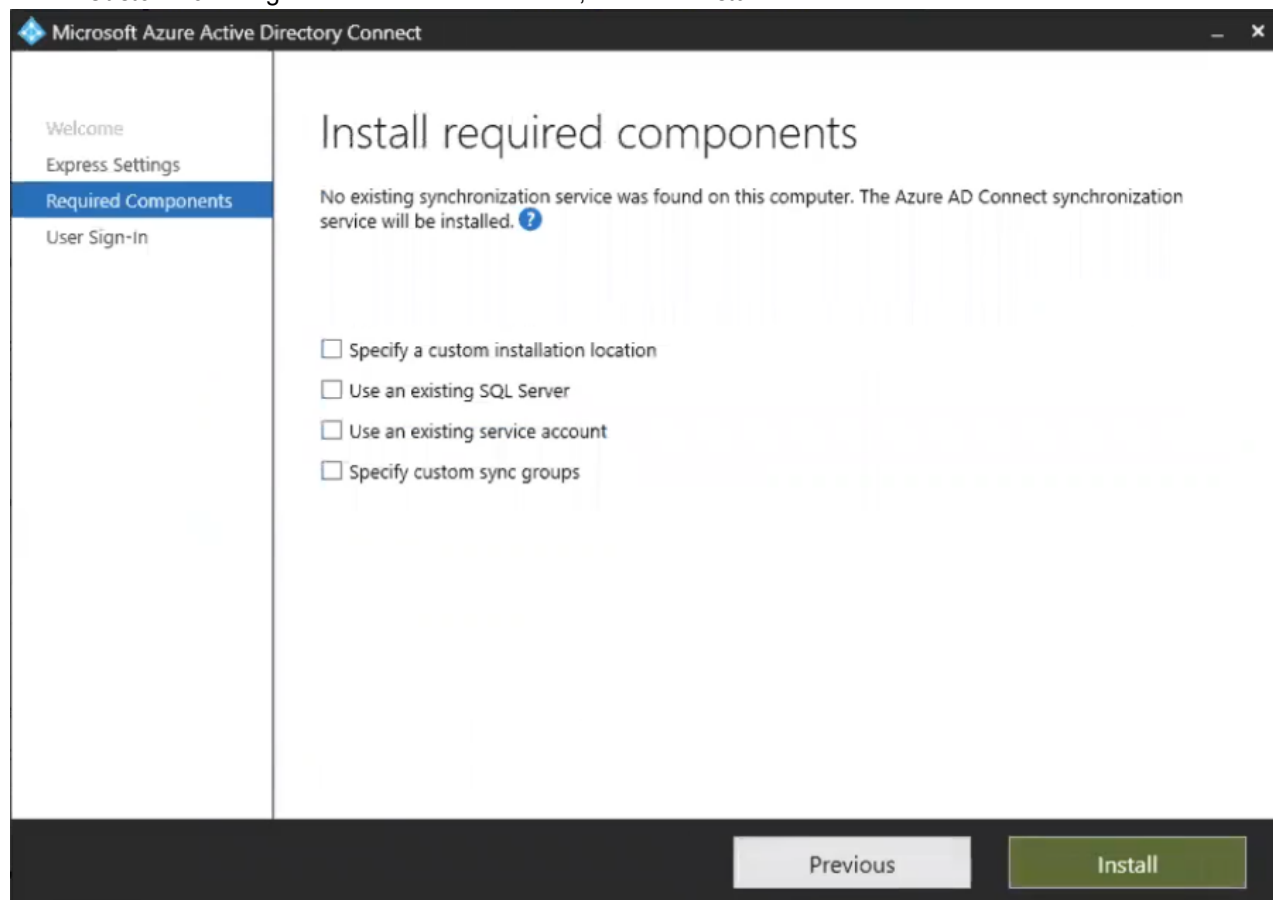 Microsoft Azure Active Directory Connect
Welcome
Express Settings
Required Components
User Sign-In
Install required components
No existing synchronization service was found on this computer. The Azure AD Connect synchronization
service will be installed. ?
Specify a custom installation location
Use an existing SQL Server
Use an existing service account
Specify custom sync groups
Previous
Install